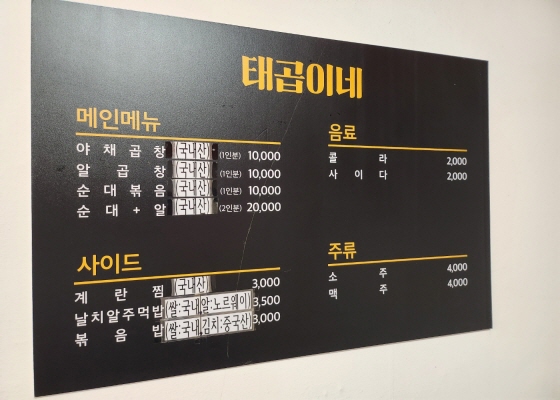 태곱이네
메인메뉴
야채곱창(국내산) (1인분) 10,000
알곱창(국내산) (1인분) 10,000
순대볶음(국내산) (1인분) 10,000
순대+알(국내산) (2인분) 20,000
사이드
계란찜(국내산) 3,000
날치알주먹밥(쌀:국내,알:노르웨이) 3,500
볶음밥(쌀:국내,김치:중국산) 3,000
음료
콜라 2,000
사이다 2,000
주류
소주 4,000
맥주 4,000